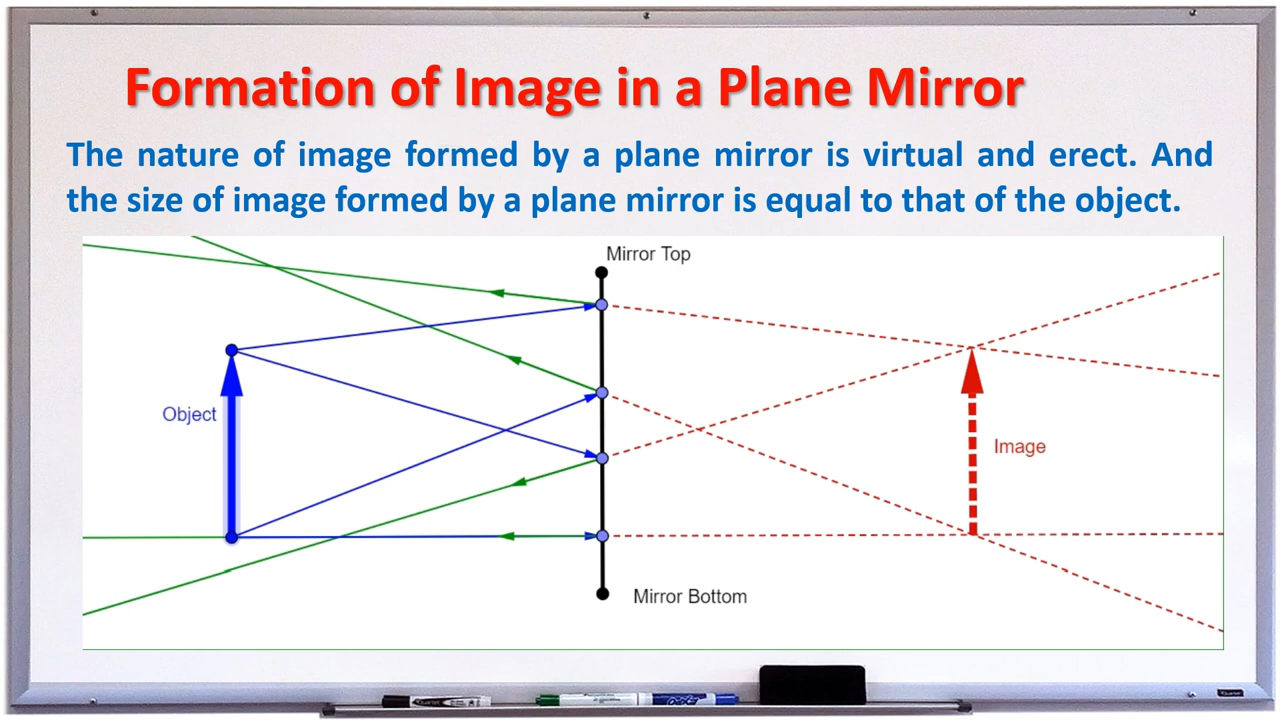 Formation of Image in a Plane Mirror
The nature of image formed by a plane mirror is virtual and erect. And
the size of image formed by a plane mirror is equal to that of the object.
Mirror Top
Object
Image
Mirror Bottom